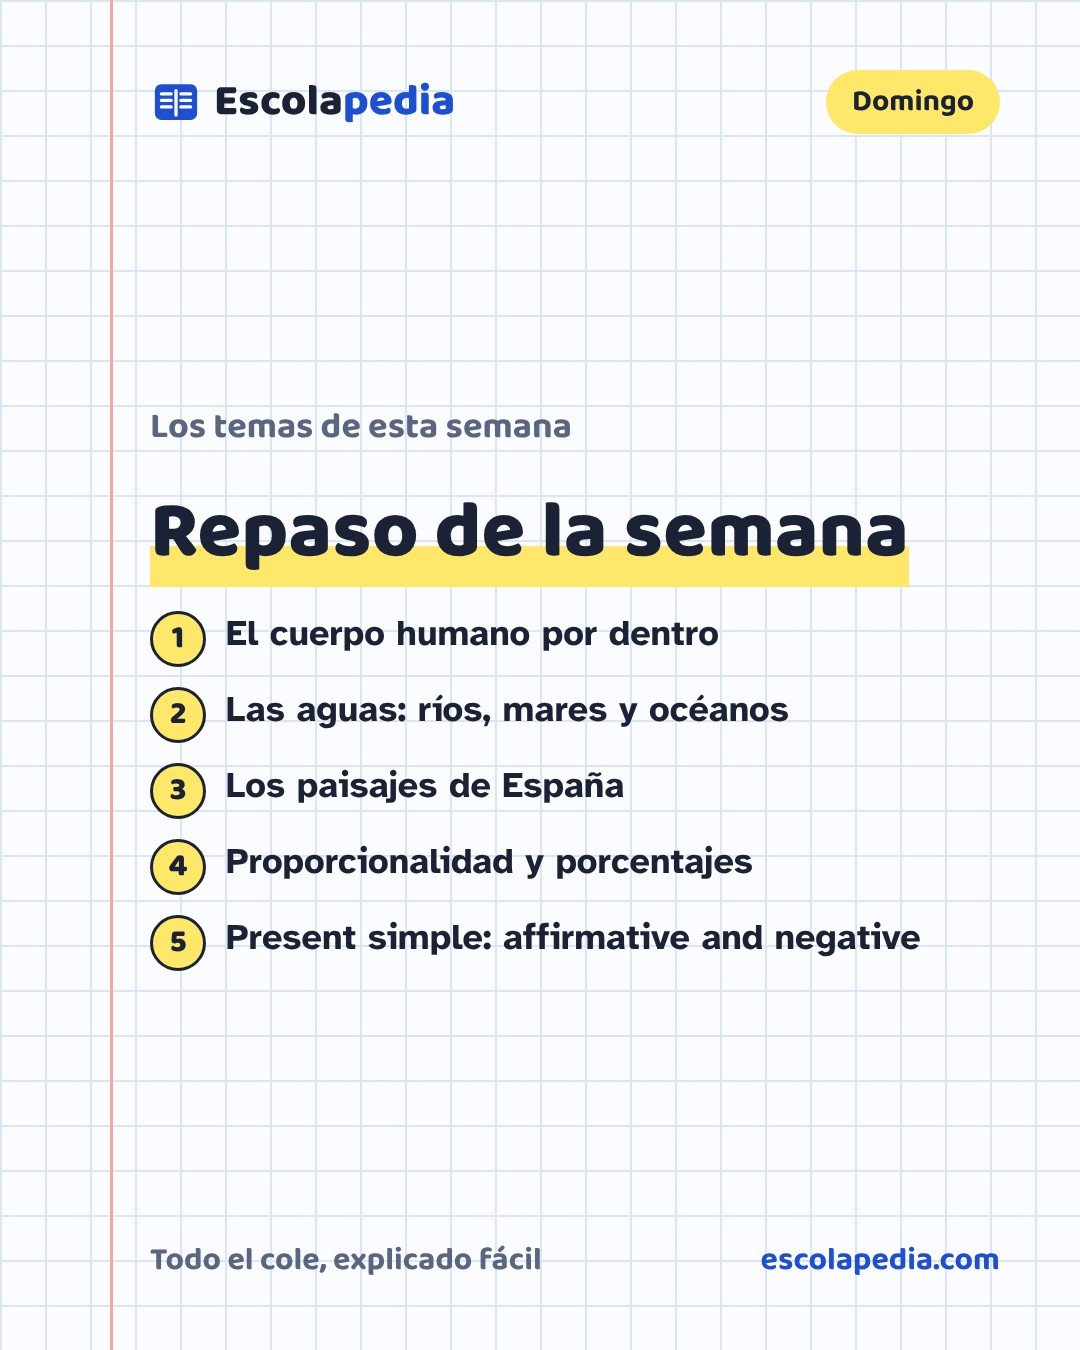 Escolapedia
Domingo
Los temas de esta semana
Repaso de la semana
1 El cuerpo humano por dentro
2 Las aguas: ríos, mares y océanos
3 Los paisajes de España
4 Proporcionalidad y porcentajes
5 Present simple: affirmative and negative
Todo el cole, explicado fácil
escolapedia.com